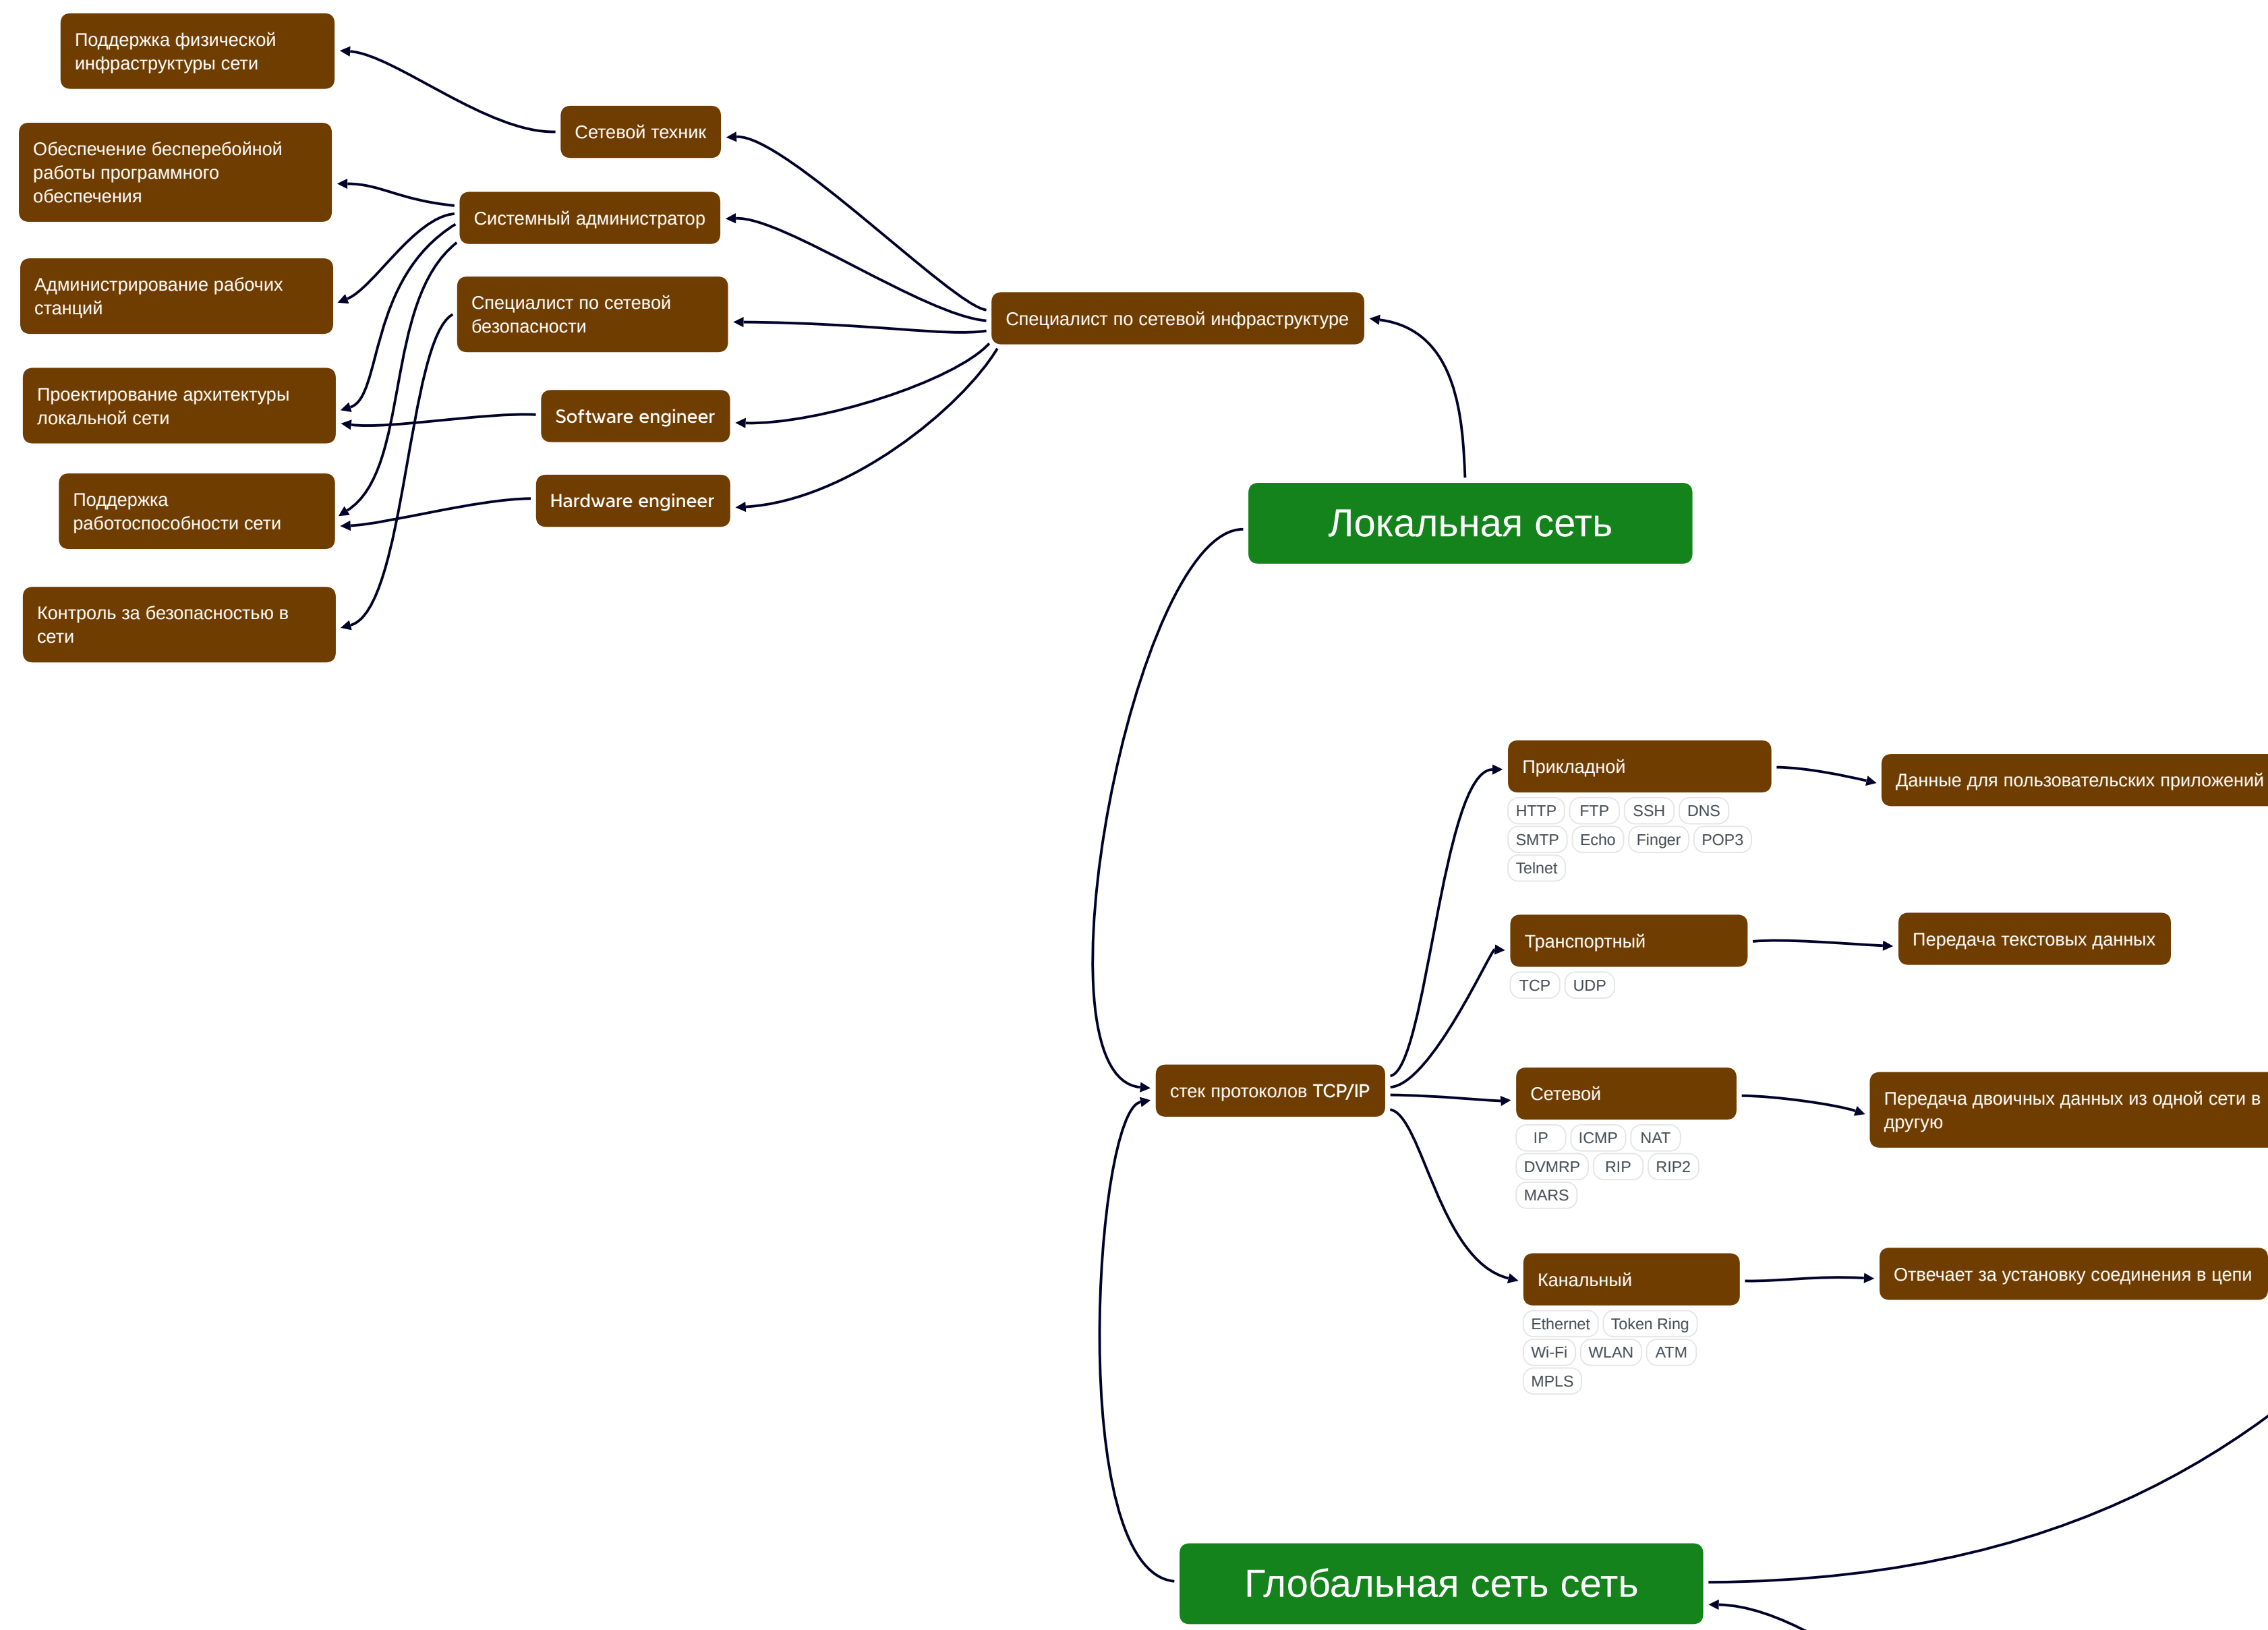 Поддержка физической
инфраструктуры сети
Обеспечение бесперебойной
работы программного
обеспечения
Администрирование рабочих
станций
Проектирование архитектуры
локальной сети
Поддержка
работоспособности сети
Контроль за безопасностью в
сети
Сетевой техник
Системный администратор
Специалист по сетевой
безопасности
Software engineer
Hardware engineer
Специалист по сетевой инфраструктуре
Локальная сеть
стек протоколов TCP/IP
Прикладной
HTTP FTP SSH DNS
SMTP Echo Finger POP3
Telnet
Данные для пользовательских приложений
Транспортный
TCP UDP
Передача текстовых данных
Сетевой
IP ICMP NAT
DVMRP RIP RIP2
MARS
Передача двоичных данных из одной сети в
другую
Канальный
Ethernet Token Ring
Wi-Fi WLAN ATM
MPLS
Отвечает за установку соединения в цепи
Глобальная сеть сеть